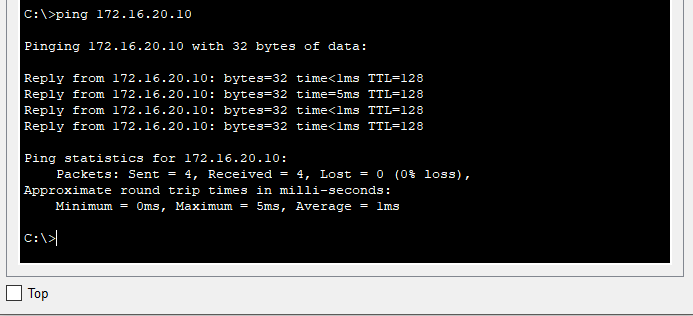 C:\>ping 172.16.20.10
Pinging 172.16.20.10 with 32 bytes of data:
Reply from 172.16.20.10: bytes=32 time<1ms TTL=128
Reply from 172.16.20.10: bytes=32 time=5ms TTL=128
Reply from 172.16.20.10: bytes=32 time<1ms TTL=128
Reply from 172.16.20.10: bytes=32 time<1ms TTL=128
Ping statistics for 172.16.20.10:
Packets: Sent = 4, Received = 4, Lost = 0 (0% loss),
Approximate round trip times in milli-seconds:
Minimum = 0ms, Maximum = 5ms, Average = 1ms
C:\>
Top